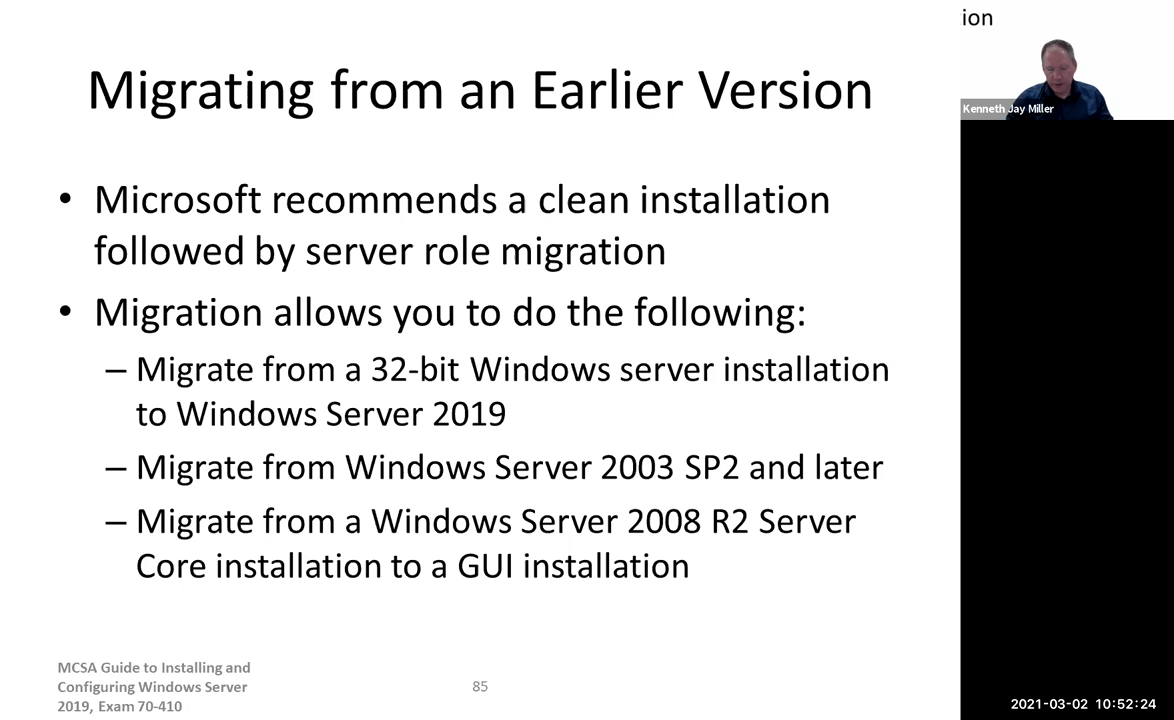 Migrating from an Earlier Version
• Microsoft recommends a clean installation
followed by server role migration
• Migration allows you to do the following:
– Migrate from a 32-bit Windows server installation
to Windows Server 2019
– Migrate from Windows Server 2003 SP2 and later
– Migrate from a Windows Server 2008 R2 Server
Core installation to a GUI installation
MCSA Guide to Installing and
Configuring Windows Server
2019, Exam 70-410
85
ion
Kenneth Jay Miller
2021-03-02 10:52:24